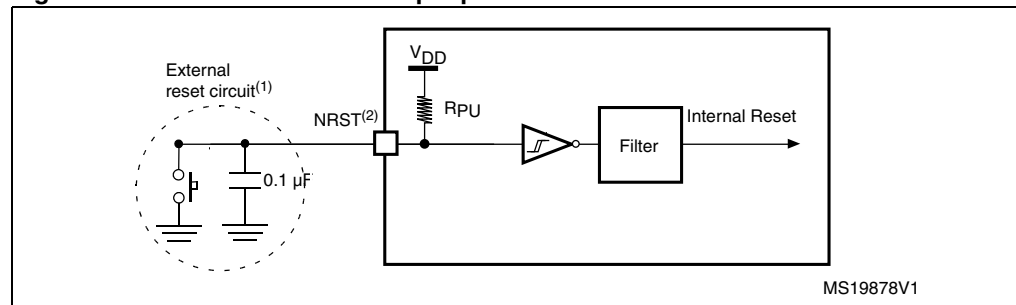 VDD
External
reset circuit(1)
NRST(2)
RPU
Internal Reset
Filter
0.1 μF
MS19878V1